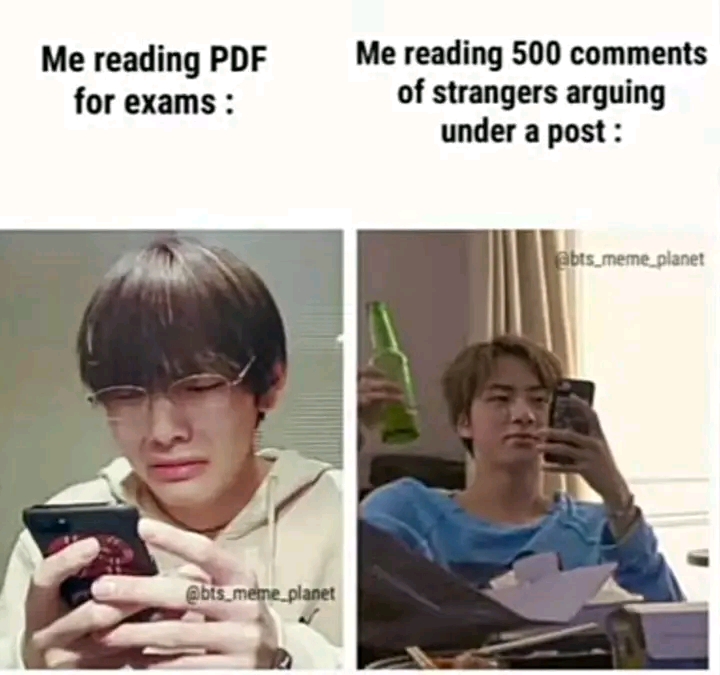 Me reading PDF
for exams :
Me reading 500 comments
of strangers arguing
under a post :
@bts_meme_planet
@bts_meme_planet